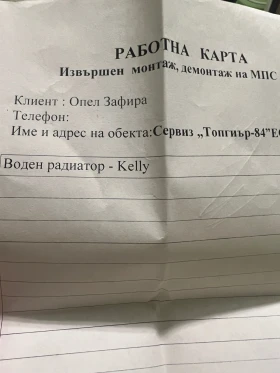 РАБОТНА КАРТА
Извършен монтаж, демонтаж на МПС
Клиент : Опел Зафира
Телефон:
Име и адрес на обекта:Сервиз „Топгиър-84"ЕО
Воден радиатор - Kelly